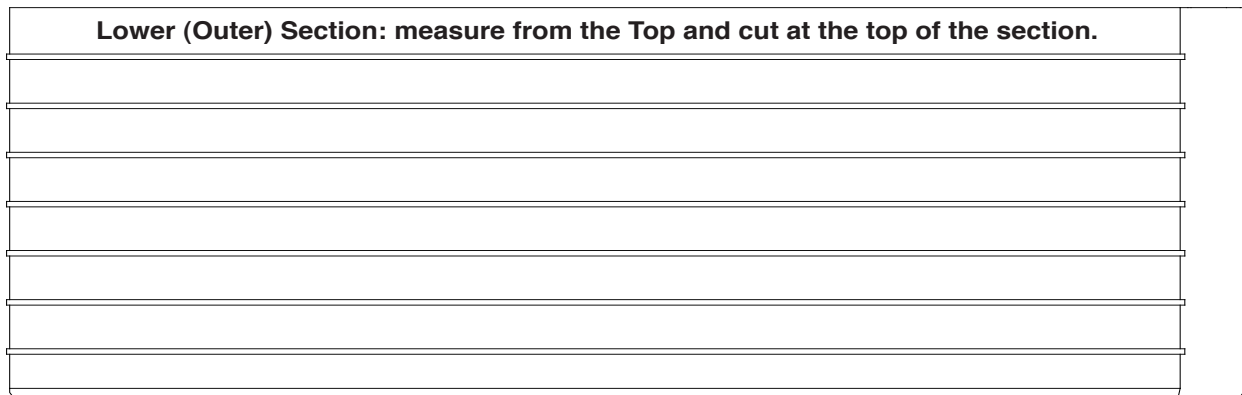 Lower (Outer) Section: measure from the Top and cut at the top of the section.